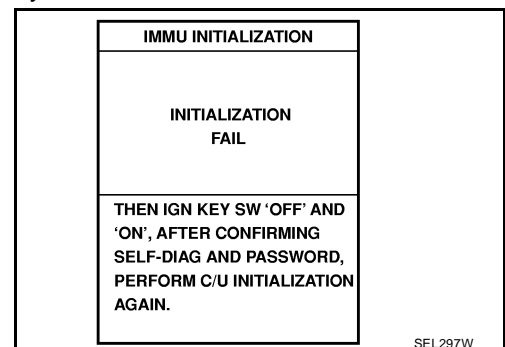 IMMU INITIALIZATION
INITIALIZATION
FAIL
THEN IGN KEY SW ‘OFF’ AND
‘ON’, AFTER CONFIRMING
SELF-DIAG AND PASSWORD,
PERFORM C/U INITIALIZATION
AGAIN.
SEL297W